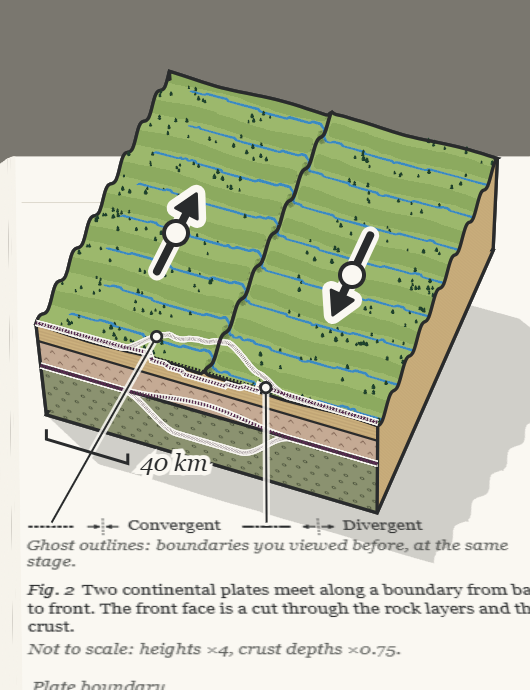 40 km
Convergent Divergent
Ghost outlines: boundaries you viewed before, at the same
stage.
Fig. 2 Two continental plates meet along a boundary from ba
to front. The front face is a cut through the rock layers and th
crust.
Not to scale: heights ×4, crust depths ×0.75.
Plate boundary